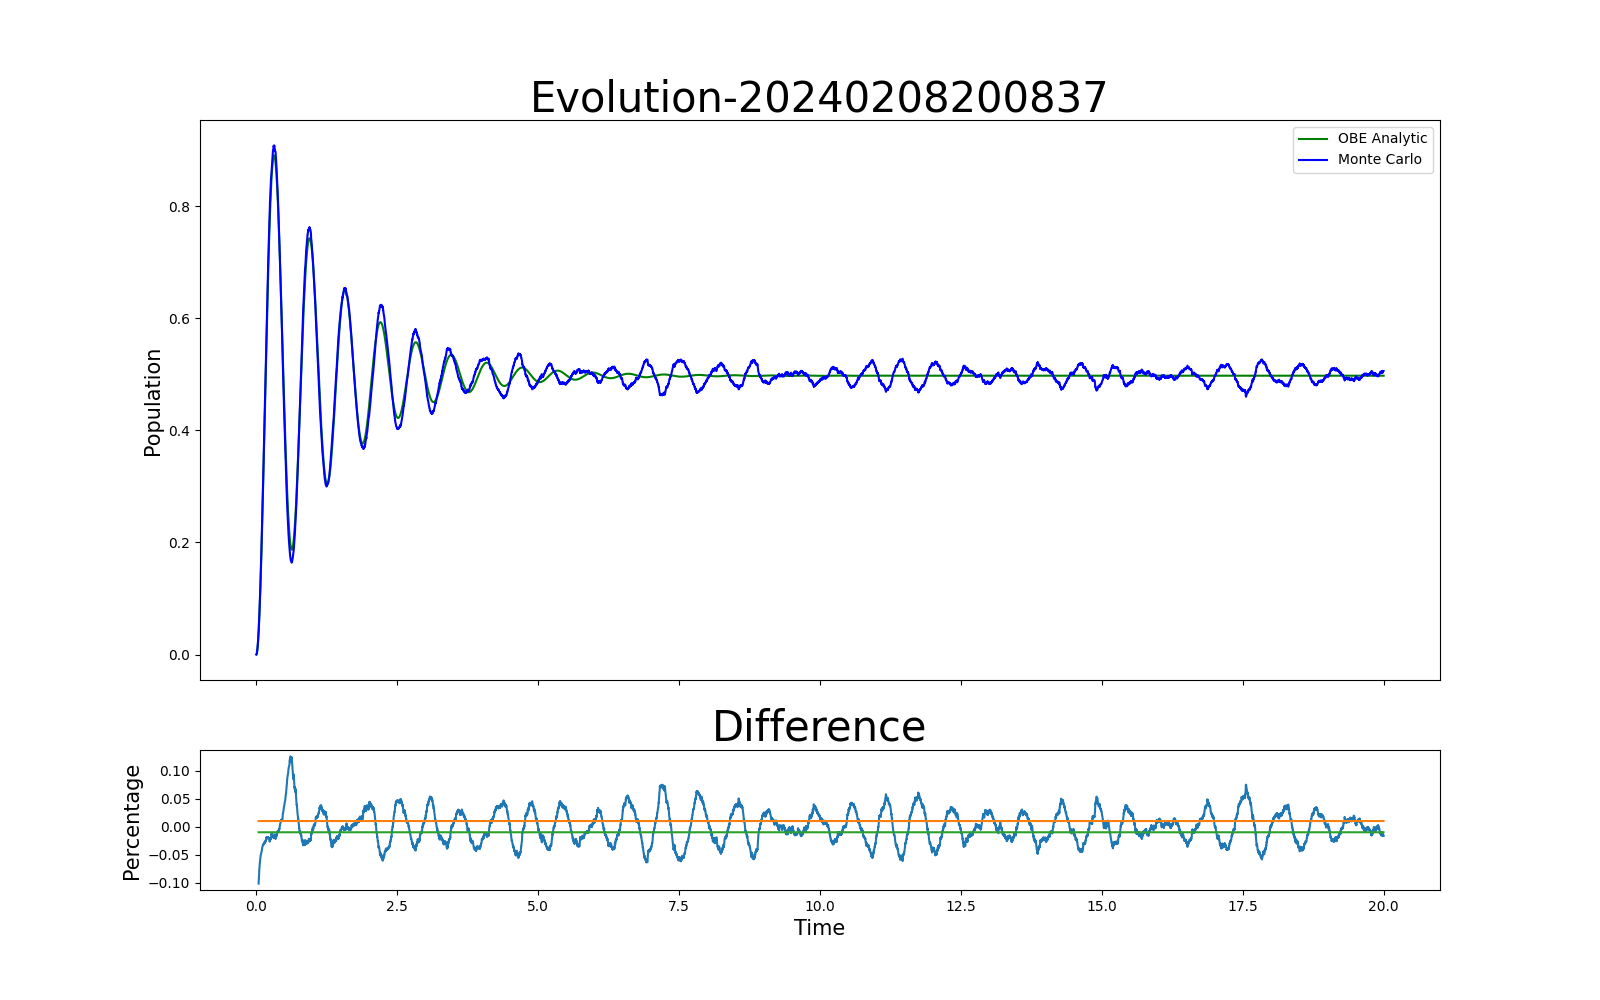 Evolution-20240208200837
OBE Analytic
Monte Carlo
Population
0.8
0.6
0.4
0.2
0.0
Difference
Percentage
0.10
0.05
0.00
−0.05
−0.10
0.0 2.5 5.0 7.5 10.0 12.5 15.0 17.5 20.0
Time